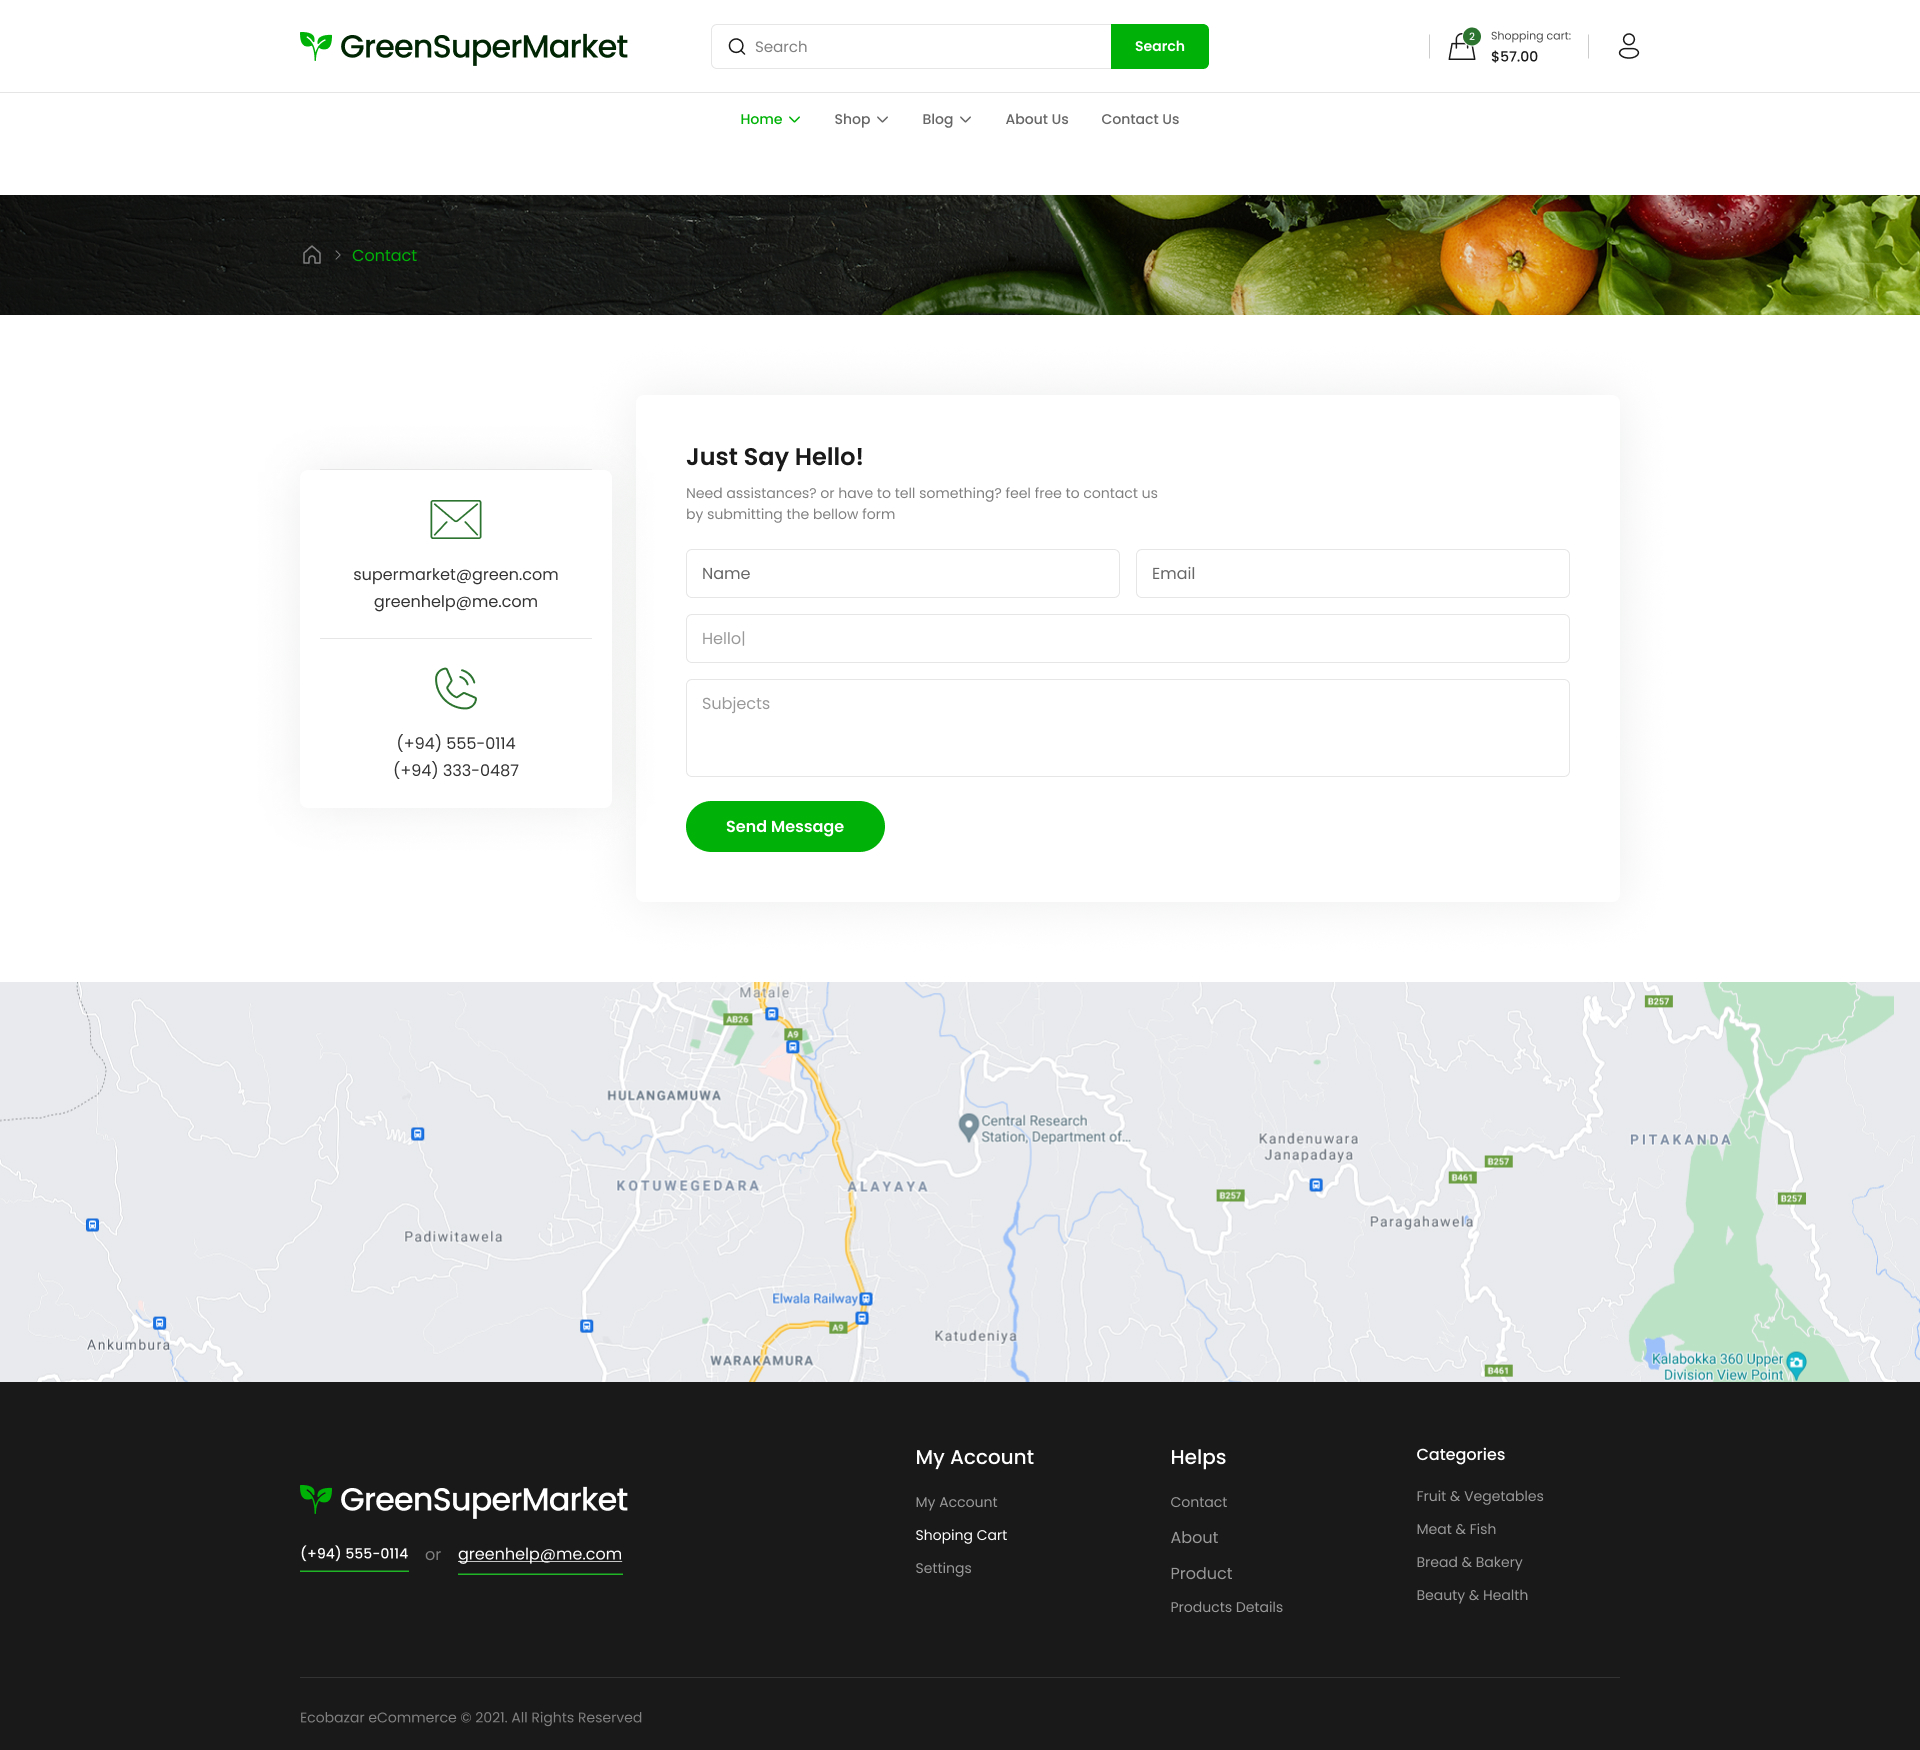 GreenSuperMarket
Search
Search
2
Shopping cart:
$57.00
Home
Shop
Blog
About Us
Contact Us
Contact
Just Say Hello!
Need assistances? or have to tell something? feel free to contact us
by submitting the bellow form
supermarket@green.com
greenhelp@me.com
(+94) 555-0114
(+94) 333-0487
Name
Email
Hello|
Subjects
Send Message
Matale
AB26
A9
B257
HULANGAMUWA
Central Research
Station, Department of...
Kandenuwara
Janapadaya
PITAKANDA
B257
B461
KOTUWEGEDARA
ALAYAYA
B257
B257
Padiwitawela
Paragahawela
Elwala Railway
A9
Ankumbura
Katudeniya
WARAKAMURA
B461
Kalabokka 360 Upper
Division View Point
GreenSuperMarket
(+94) 555-0114 or greenhelp@me.com
My Account
My Account
Shoping Cart
Settings
Helps
Contact
About
Product
Products Details
Categories
Fruit & Vegetables
Meat & Fish
Bread & Bakery
Beauty & Health
Ecobazar eCommerce © 2021. All Rights Reserved